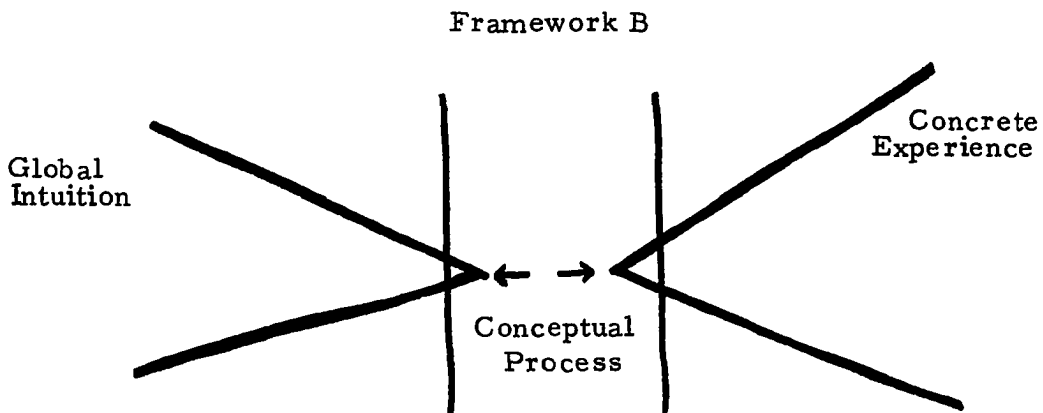 Framework B
Global
Intuition
Concrete
Experience
Conceptual
Process